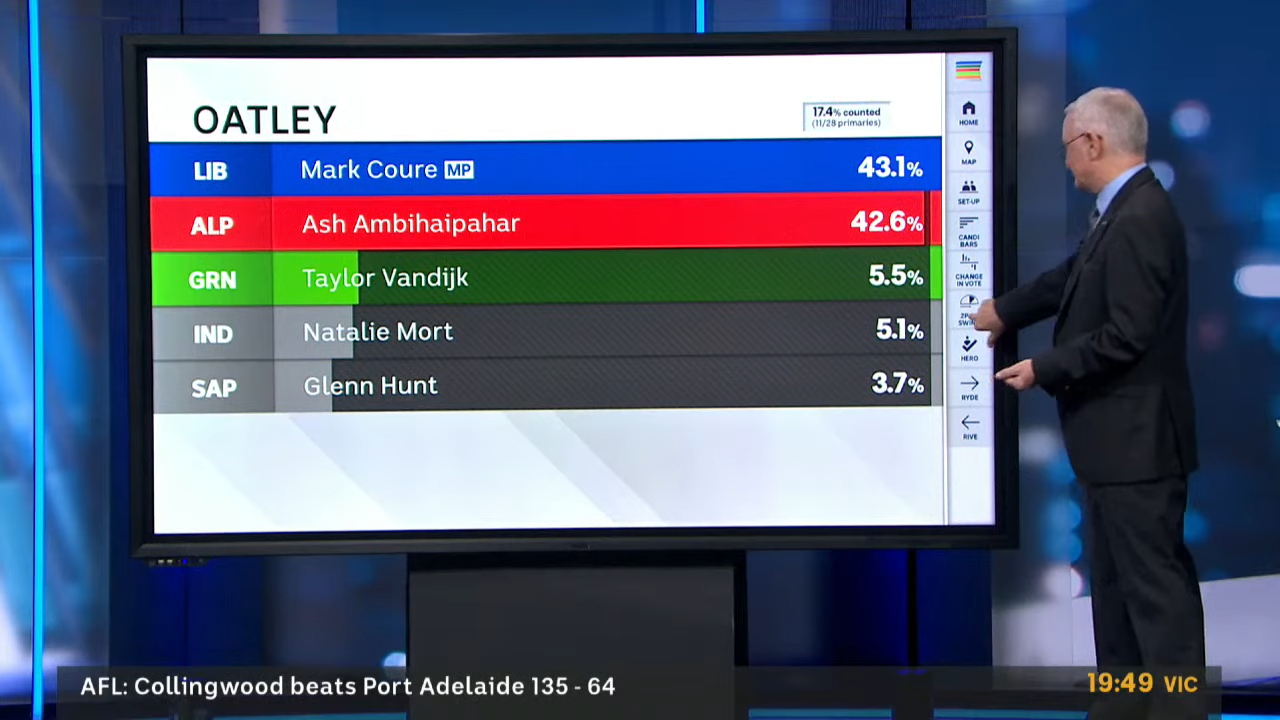 OATLEY
17.4% counted
(11/28 primaries)
LIB Mark Coure MP 43.1%
ALP Ash Ambihaipahar 42.6%
GRN Taylor Vandijk 5.5%
IND Natalie Mort 5.1%
SAP Glenn Hunt 3.7%
HOME
MAP
SET-UP
CANDI
BARS
CHANGE
IN VOTE
HERO
RYDE
RIVE
AFL: Collingwood beats Port Adelaide 135 - 64
19:49 VIC